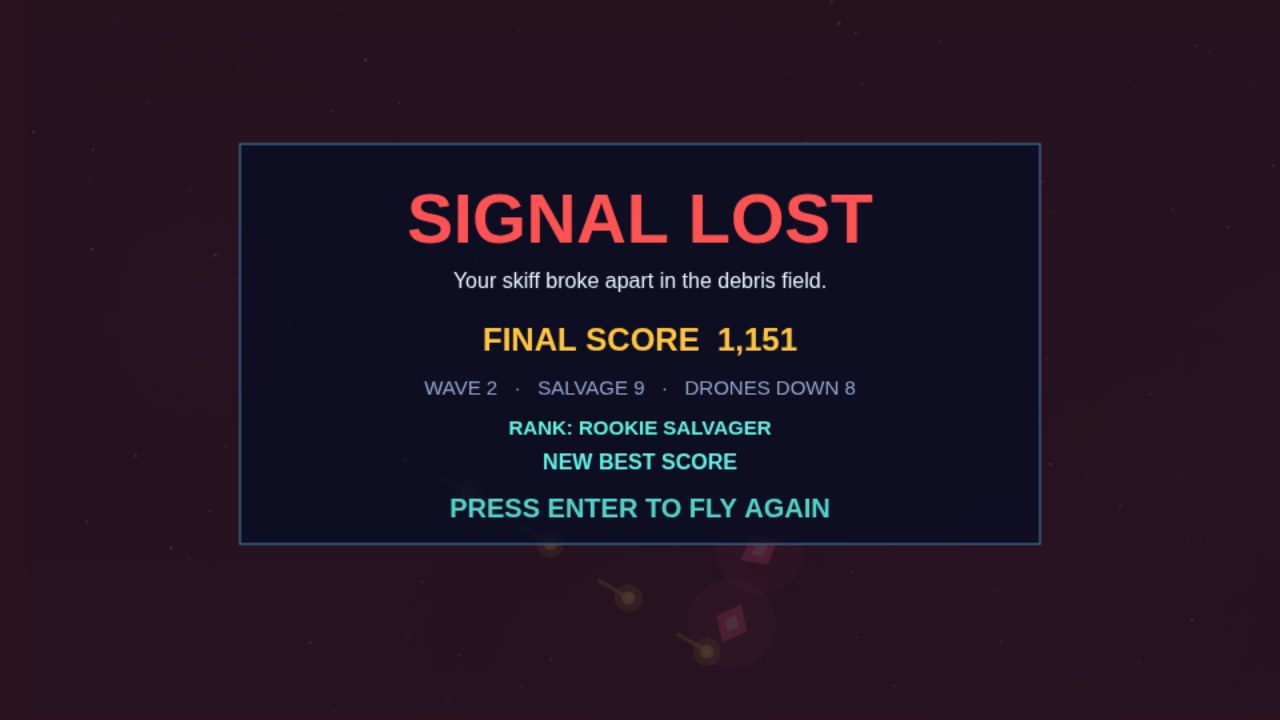 SIGNAL LOST
Your skiff broke apart in the debris field.
FINAL SCORE 1,151
WAVE 2 · SALVAGE 9 · DRONES DOWN 8
RANK: ROOKIE SALVAGER
NEW BEST SCORE
PRESS ENTER TO FLY AGAIN